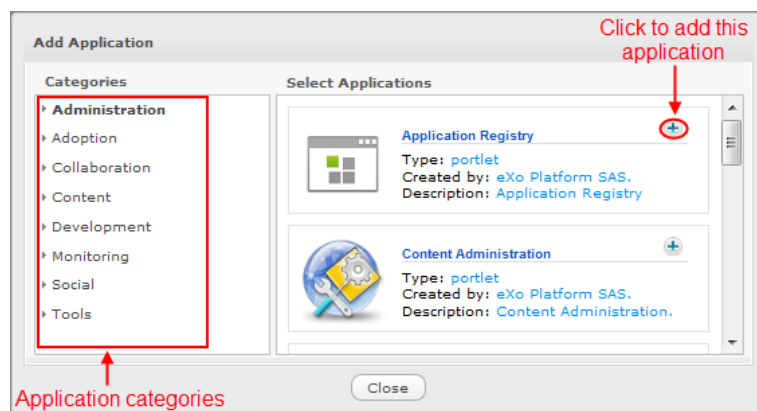 Click to add this
application
Add Application
Categories
Administration
Adoption
Collaboration
Content
Development
Monitoring
Social
Tools
Select Applications
Application Registry
Type: portlet
Created by: eXo Platform SAS.
Description: Application Registry
Content Administration
Type: portlet
Created by: eXo Platform SAS.
Description: Content Administration.
Close
Application categories